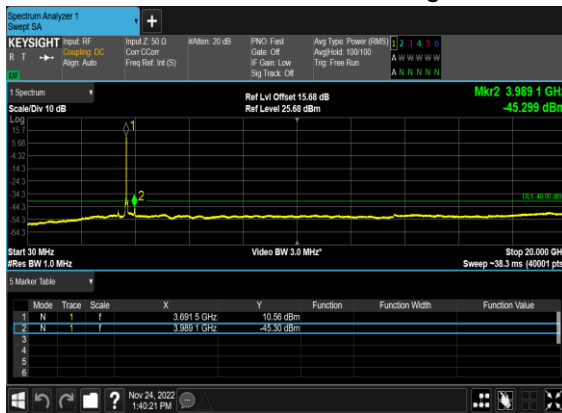 Spectrum Analyzer 1
Swept SA
+
KEYSIGHT Input: RF Input Z: 50 Ω #Atten: 20 dB PNO: Fast Avg Type: Power (RMS) 1 2 3 4 5 6
R T Coupling: DC Corr CCorr Gate: Off Avg|Hold: 100/100 A W W W W W
Align: Auto Freq Ref: Int (S) IF Gain: Low Trig: Free Run
Sig Track: Off A N N N N N
1 Spectrum Ref Lvl Offset 15.68 dB Mkr2 3.989 1 GHz
Scale/Div 10 dB Ref Level 25.68 dBm -45.299 dBm
Log
15.7
1
5.68
-4.32
-14.3
-24.3
-34.3
2
DL1 -40.00 dBm
-44.3
-54.3
-64.3
Start 30 MHz Video BW 3.0 MHz* Stop 20.000 GHz
#Res BW 1.0 MHz Sweep ~38.3 ms (40001 pts)
5 Marker Table
Mode Trace Scale X Y Function Function Width Function Value
1 N 1 f 3.691 5 GHz 10.56 dBm
2 N 1 f 3.989 1 GHz -45.30 dBm
3
4
5
6
? Nov 24, 2022
1:40:21 PM